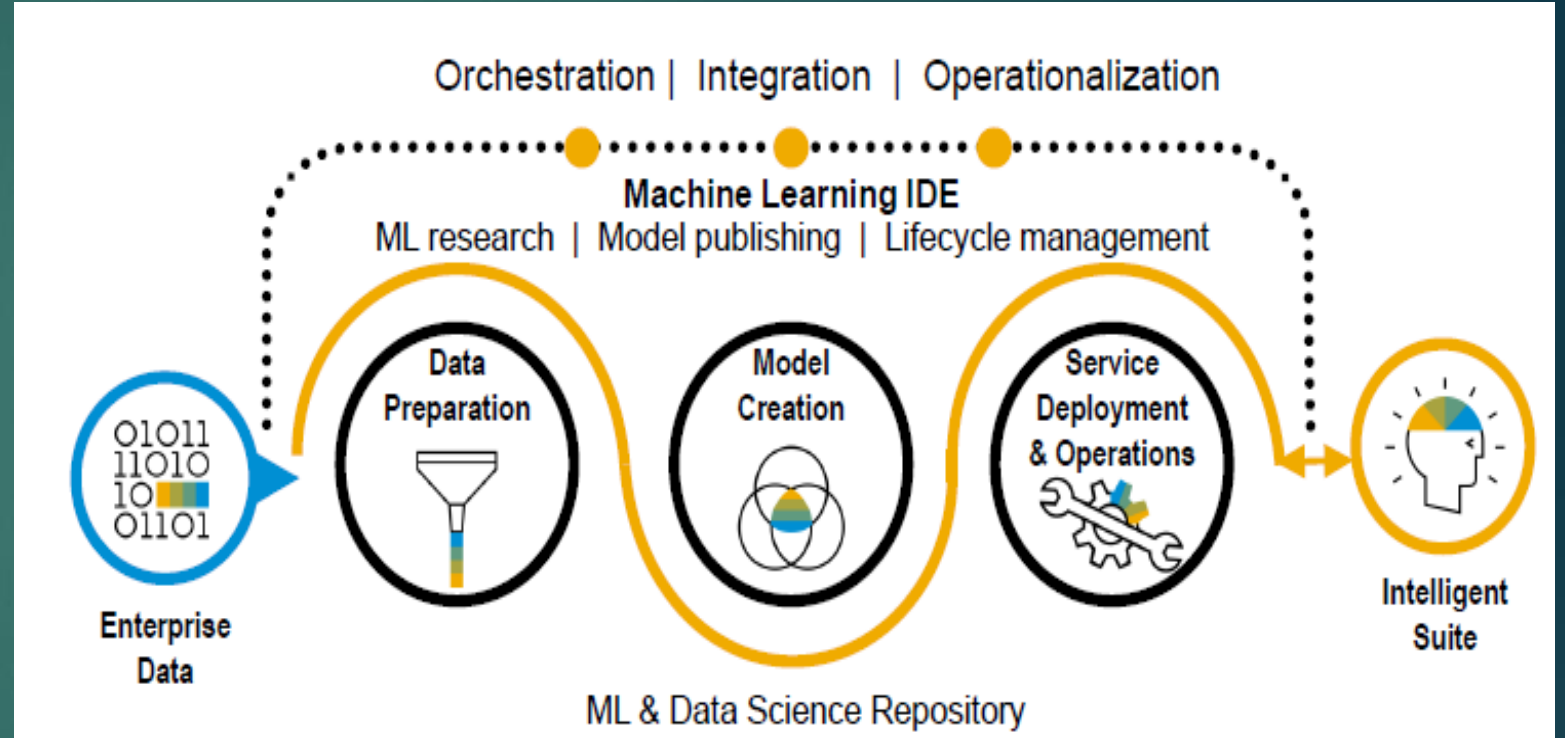 Orchestration | Integration | Operationalization
Machine Learning IDE
ML research | Model publishing | Lifecycle management
Data
Preparation
Model
Creation
Service
Deployment
& Operations
01011
11010
10
01101
Enterprise
Data
Intelligent
Suite
ML & Data Science Repository